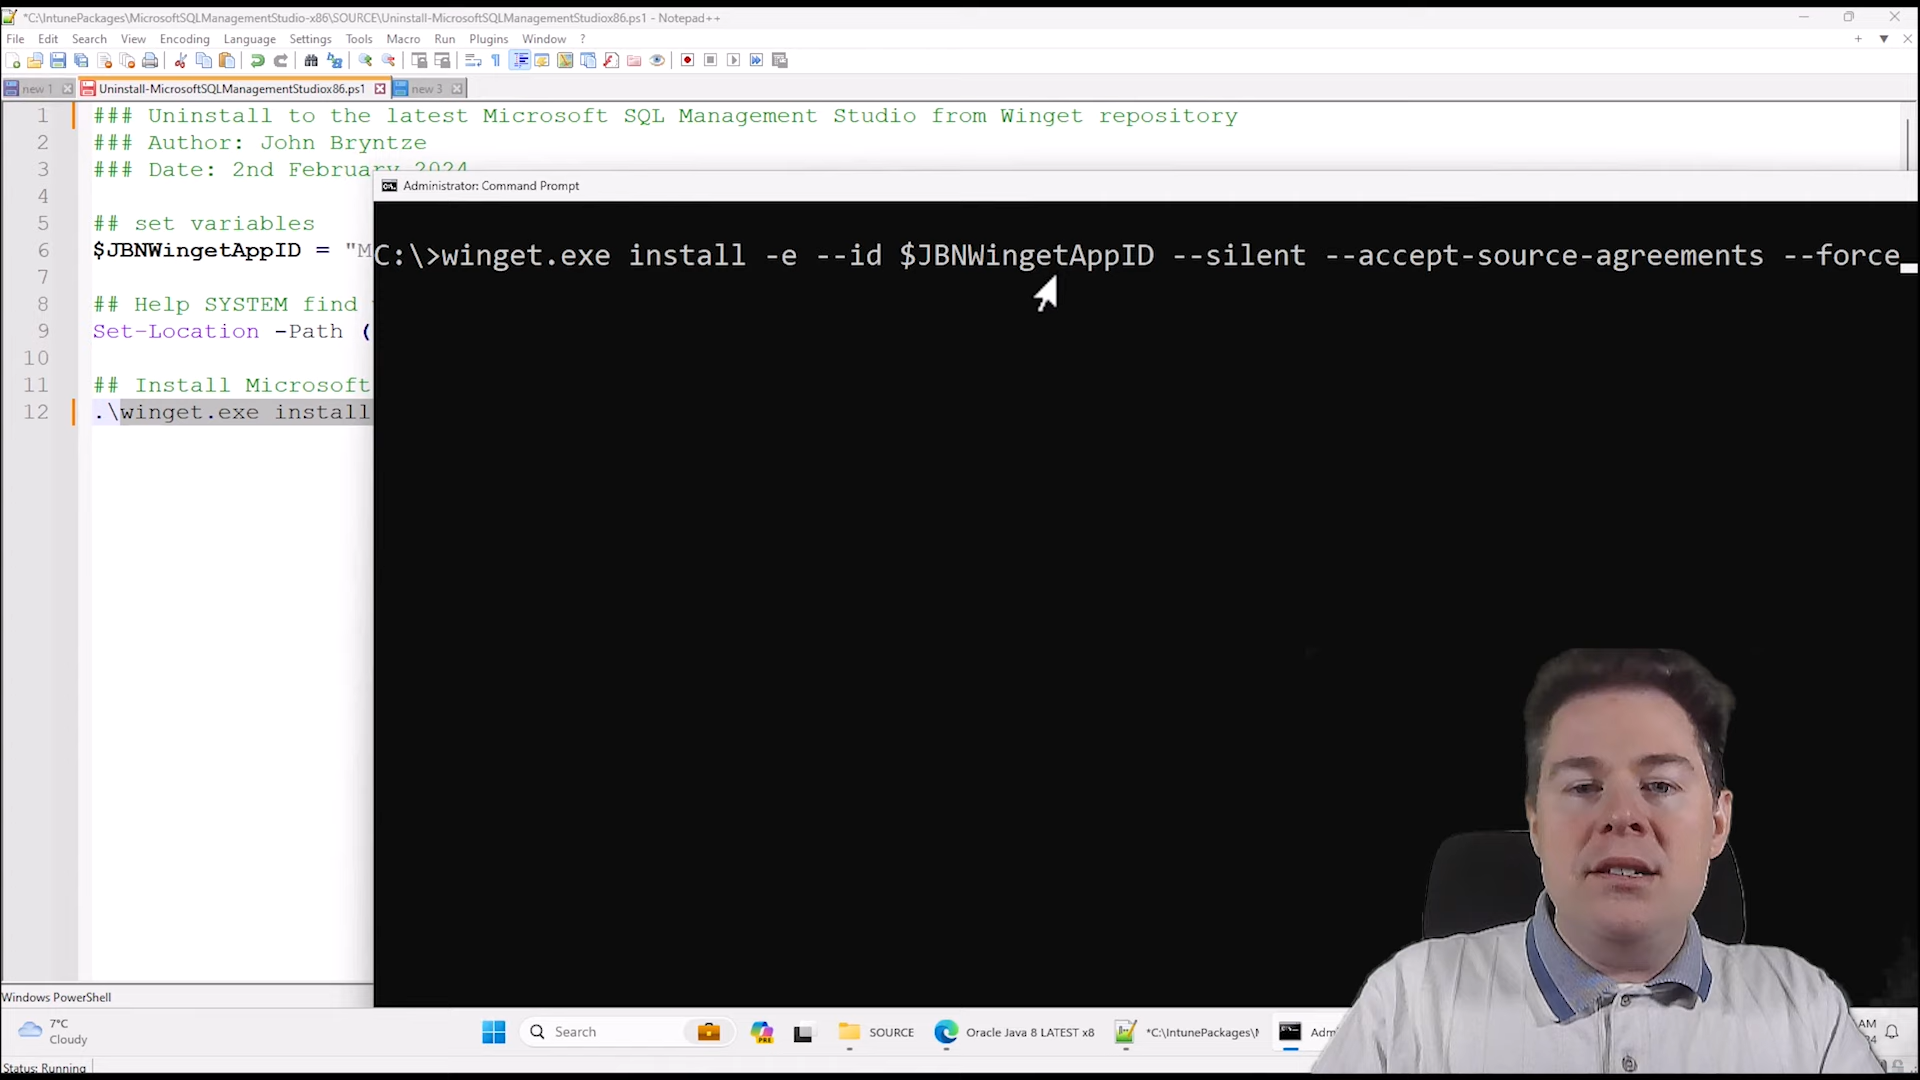 *C:\IntunePackages\MicrosoftSQLManagementStudio-x86\SOURCE\Uninstall-MicrosoftSQLManagementStudiox86.ps1 - Notepad++
File Edit Search View Encoding Language Settings Tools Macro Run Plugins Window ?
new 1 Uninstall-MicrosoftSQLManagementStudiox86.ps1 new 3
1 ### Uninstall to the latest Microsoft SQL Management Studio from Winget repository
2 ### Author: John Bryntze
3 ### Date: 2nd February 2024
4
5 ## set variables
6 $JBNWingetAppID = "M
7
8 ## Help SYSTEM find
9 Set-Location -Path (
10
11 ## Install Microsoft
12 .\winget.exe install
Administrator: Command Prompt
C:\>winget.exe install -e --id $JBNWingetAppID --silent --accept-source-agreements --force
Windows PowerShell
7°C
Cloudy
Search
PRE
SOURCE
Oracle Java 8 LATEST x8
*C:\IntunePackages\
Adm
AM
Status: Running